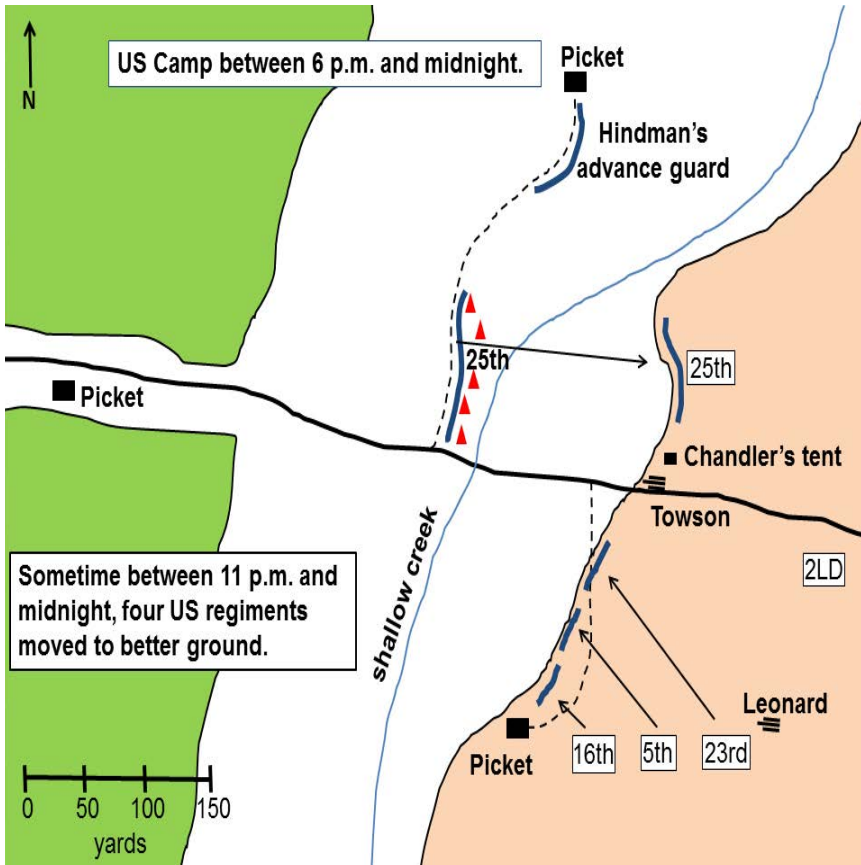 US Camp between 6 p.m. and midnight.
Picket
N
Hindman's
advance guard
25th
25th
Picket
Chandler's tent
Towson
shallow creek
Sometime between 11 p.m. and
midnight, four US regiments
moved to better ground.
2LD
Leonard
Picket
16th
5th
23rd
0 50 100 150
yards